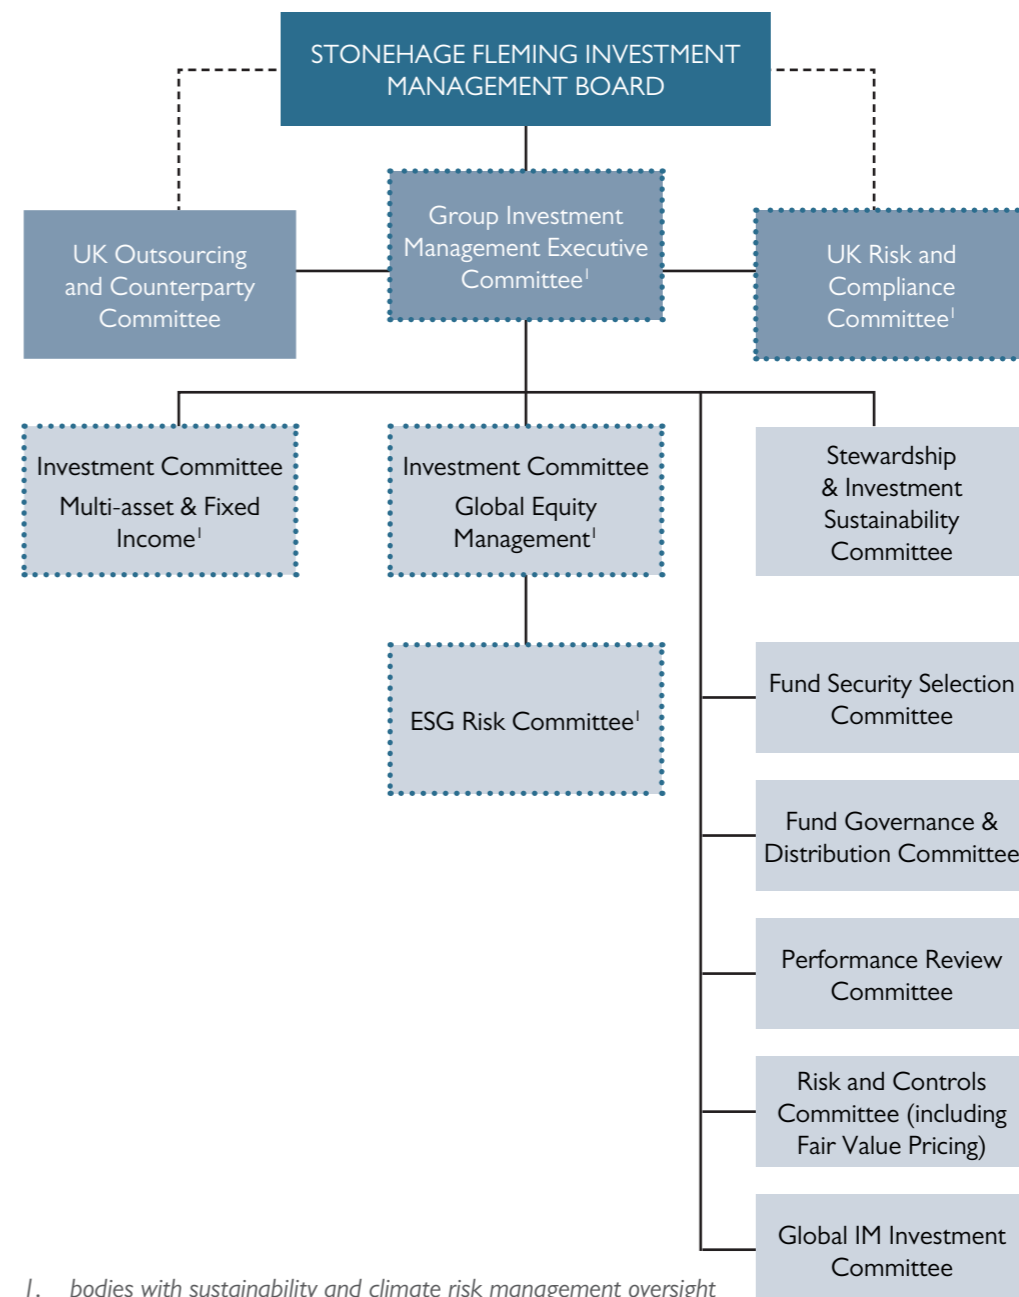 STONEHAGE FLEMING INVESTMENT
MANAGEMENT BOARD
UK Outsourcing
and Counterparty
Committee
Group Investment
Management Executive
Committee¹
UK Risk and
Compliance
Committee¹
Investment Committee
Multi-asset & Fixed
Income¹
Investment Committee
Global Equity
Management¹
Stewardship
& Investment
Sustainability
Committee
ESG Risk Committee¹
Fund Security Selection
Committee
Fund Governance &
Distribution Committee
Performance Review
Committee
Risk and Controls
Committee (including
Fair Value Pricing)
Global IM Investment
Committee
1. bodies with sustainability and climate risk management oversight